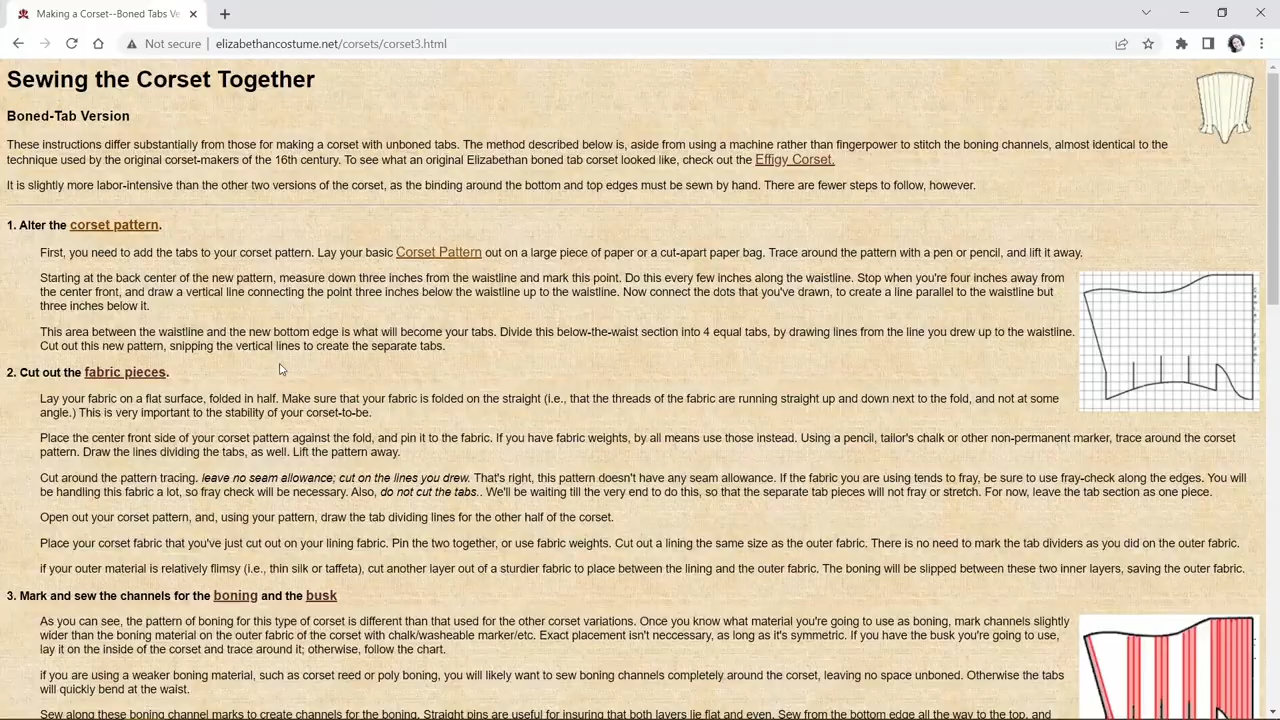 Making a Corset--Boned Tabs Ve
Not secure
elizabethancostume.net/corsets/corset3.html
Sewing the Corset Together
Boned-Tab Version
These instructions differ substantially from those for making a corset with unboned tabs. The method described below is, aside from using a machine rather than fingerpower to stitch the boning channels, almost identical to the
technique used by the original corset-makers of the 16th century. To see what an original Elizabethan boned tab corset looked like, check out the Effigy Corset.
It is slightly more labor-intensive than the other two versions of the corset, as the binding around the bottom and top edges must be sewn by hand. There are fewer steps to follow, however.
1. Alter the corset pattern.
First, you need to add the tabs to your corset pattern. Lay your basic Corset Pattern out on a large piece of paper or a cut-apart paper bag. Trace around the pattern with a pen or pencil, and lift it away.
Starting at the back center of the new pattern, measure down three inches from the waistline and mark this point. Do this every few inches along the waistline. Stop when you're four inches away from
the center front, and draw a vertical line connecting the point three inches below the waistline up to the waistline. Now connect the dots that you've drawn, to create a line parallel to the waistline but
three inches below it.
This area between the waistline and the new bottom edge is what will become your tabs. Divide this below-the-waist section into 4 equal tabs, by drawing lines from the line you drew up to the waistline.
Cut out this new pattern, snipping the vertical lines to create the separate tabs.
2. Cut out the fabric pieces.
Lay your fabric on a flat surface, folded in half. Make sure that your fabric is folded on the straight (i.e., that the threads of the fabric are running straight up and down next to the fold, and not at some
angle.) This is very important to the stability of your corset-to-be.
Place the center front side of your corset pattern against the fold, and pin it to the fabric. If you have fabric weights, by all means use those instead. Using a pencil, tailor's chalk or other non-permanent marker, trace around the corset
pattern. Draw the lines dividing the tabs, as well. Lift the pattern away.
Cut around the pattern tracing. leave no seam allowance; cut on the lines you drew. That's right, this pattern doesn't have any seam allowance. If the fabric you are using tends to fray, be sure to use fray-check along the edges. You will
be handling this fabric a lot, so fray check will be necessary. Also, do not cut the tabs.. We'll be waiting till the very end to do this, so that the separate tab pieces will not fray or stretch. For now, leave the tab section as one piece.
Open out your corset pattern, and, using your pattern, draw the tab dividing lines for the other half of the corset.
Place your corset fabric that you've just cut out on your lining fabric. Pin the two together, or use fabric weights. Cut out a lining the same size as the outer fabric. There is no need to mark the tab dividers as you did on the outer fabric.
if your outer material is relatively flimsy (i.e., thin silk or taffeta), cut another layer out of a sturdier fabric to place between the lining and the outer fabric. The boning will be slipped between these two inner layers, saving the outer fabric.
3. Mark and sew the channels for the boning and the busk
As you can see, the pattern of boning for this type of corset is different than that used for the other corset variations. Once you know what material you're going to use as boning, mark channels slightly
wider than the boning material on the outer fabric of the corset with chalk/washeable marker/etc. Exact placement isn't neccessary, as long as it's symmetric. If you have the busk you're going to use,
lay it on the inside of the corset and trace around it; otherwise, follow the chart.
if you are using a weaker boning material, such as corset reed or poly boning, you will likely want to sew boning channels completely around the corset, leaving no space unboned. Otherwise the tabs
will quickly bend at the waist.
Sew along these boning channel marks to create channels for the boning. Straight pins are useful for insuring that both layers lie flat and even. Sew from the bottom edge all the way to the top, and